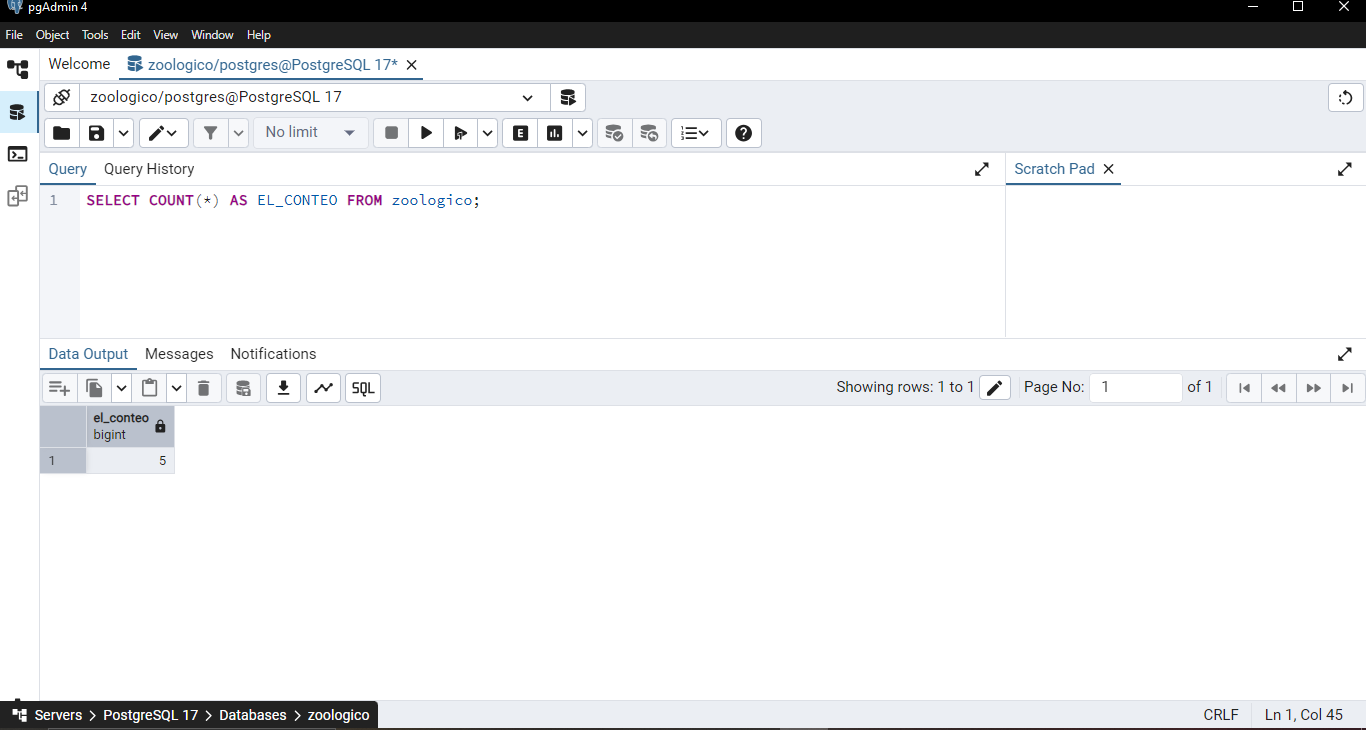 pgAdmin 4
File Object Tools Edit View Window Help
Welcome zoologico/postgres@PostgreSQL 17*
zoologico/postgres@PostgreSQL 17
No limit E
Query Query History Scratch Pad
1 SELECT COUNT(*) AS EL_CONTEO FROM zoologico;
Data Output Messages Notifications
SQL Showing rows: 1 to 1 Page No: 1 of 1
el_conteo
bigint
1 5
Servers > PostgreSQL 17 > Databases > zoologico CRLF Ln 1, Col 45